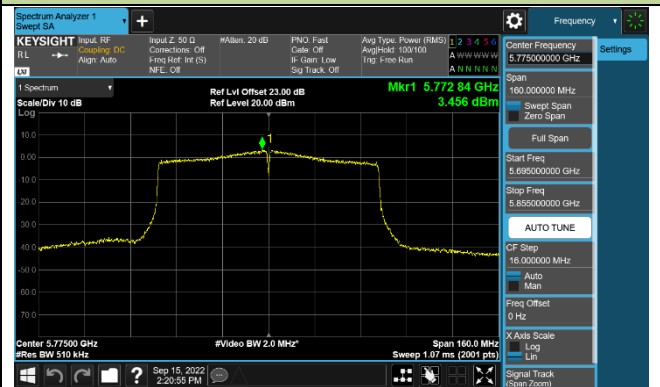 Spectrum Analyzer 1
Swept SA
+
Frequency
KEYSIGHT
RL
LXI
Input: RF
Coupling: DC
Align: Auto
Input Z: 50 Ω
Corrections: Off
Freq Ref: Int (S)
NFE: Off
#Atten: 20 dB
PNO: Fast
Gate: Off
IF Gain: Low
Sig Track: Off
Avg Type: Power (RMS)
Avg|Hold: 100/100
Trig: Free Run
1 2 3 4 5 6
A W W W W W
A N N N N N
Center Frequency
5.775000000 GHz
Settings
Span
160.000000 MHz
Swept Span
Zero Span
Full Span
Start Freq
5.695000000 GHz
Stop Freq
5.855000000 GHz
AUTO TUNE
CF Step
16.000000 MHz
Auto
Man
Freq Offset
0 Hz
X Axis Scale
Log
Lin
Signal Track
(Span Zoom)
1 Spectrum
Scale/Div 10 dB
Log
Ref Lvl Offset 23.00 dB
Ref Level 20.00 dBm
Mkr1 5.772 84 GHz
3.456 dBm
1
10.0
0.00
-10.0
-20.0
-30.0
-40.0
-50.0
-60.0
-70.0
Center 5.77500 GHz
#Res BW 510 kHz
#Video BW 2.0 MHz*
Span 160.0 MHz
Sweep 1.07 ms (2001 pts)
?
Sep 15, 2022
2:20:55 PM